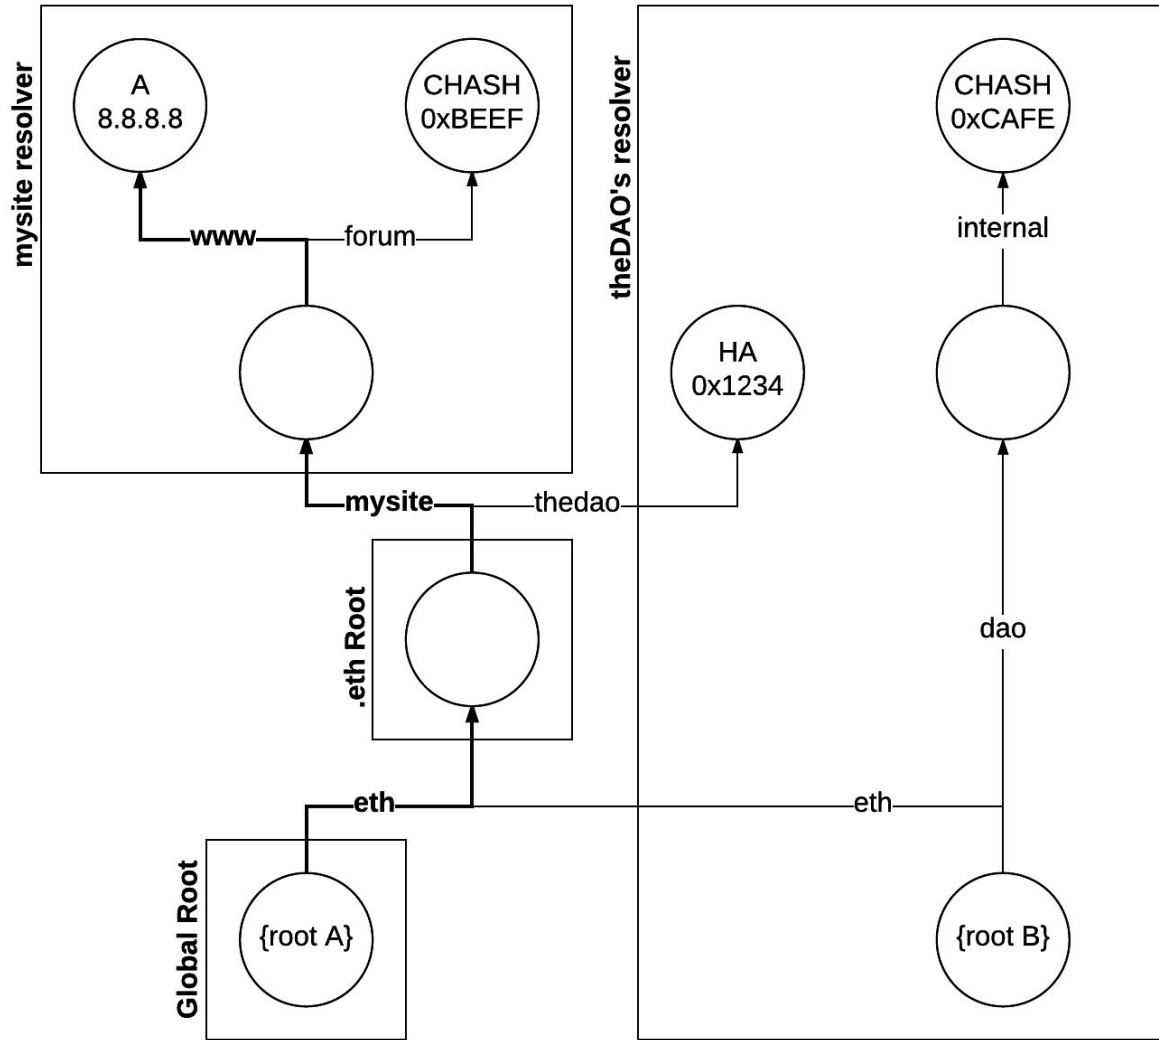 mysite resolver
A
8.8.8.8
CHASH
0xBEEF
www
forum
theDAO's resolver
CHASH
0xCAFE
internal
HA
0x1234
mysite
thedao
.eth Root
dao
eth
eth
Global Root
{root A}
{root B}